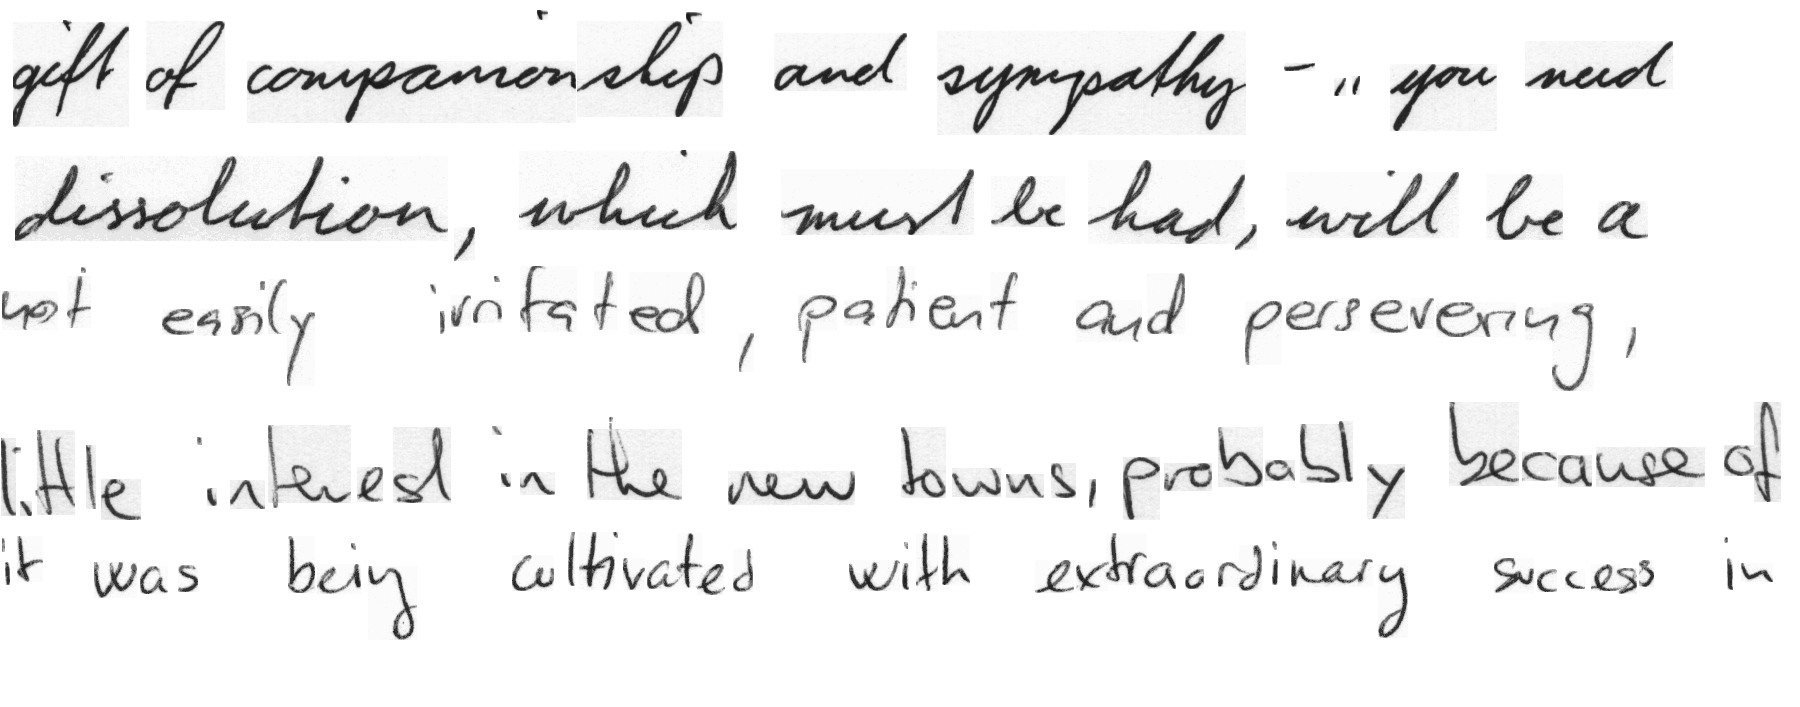 gift of companionship and sympathy - „ you need
dissolution, which must be had, will be a
not easily irritated, patient and persevering,
little interest in the new towns, probably because of
it was being cultivated with extraordinary success in